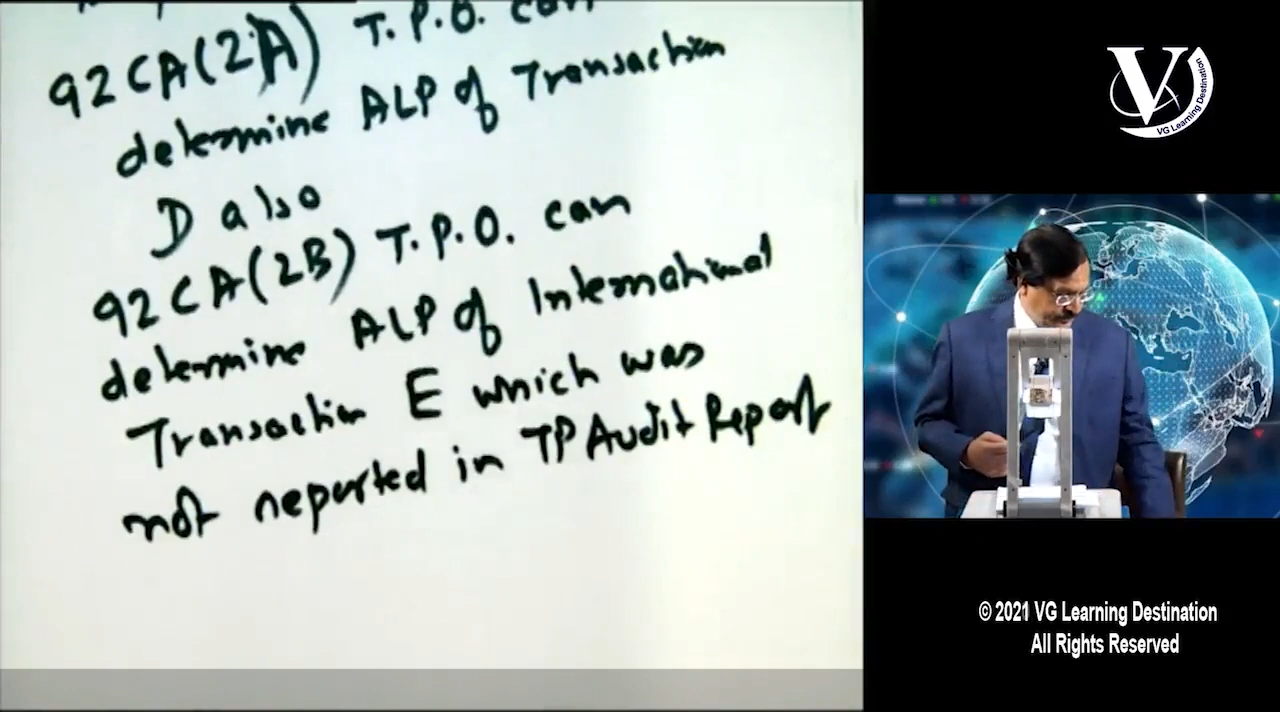 92CA(2A) T.P.O. can
determine ALP of Transaction
D also
92CA(2B) T.P.O. can
determine ALP of International
Transaction E which was
not reported in TP Audit Report
V
VG Learning Destination
© 2021 VG Learning Destination
All Rights Reserved